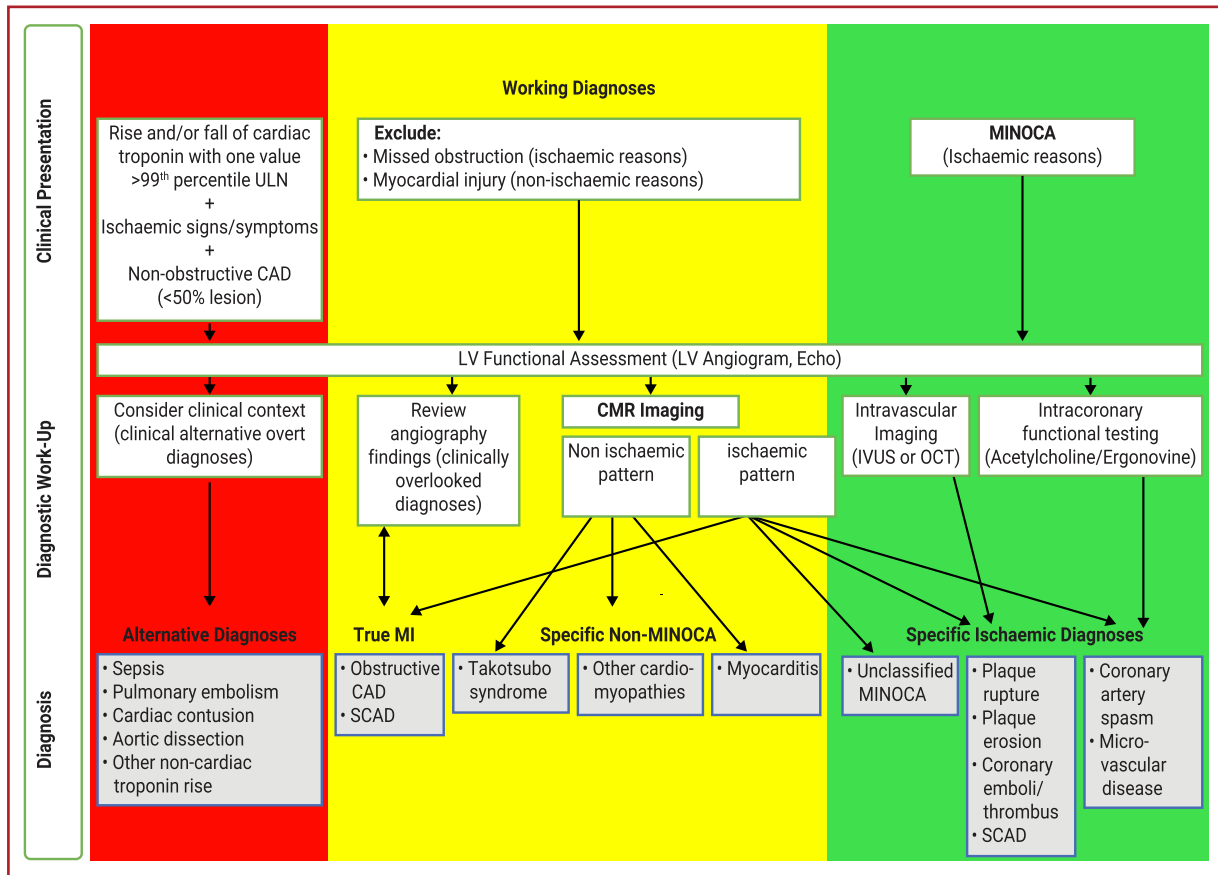 Clinical Presentation
Working Diagnoses
Rise and/or fall of cardiac
troponin with one value
>99th percentile ULN
+
Ischaemic signs/symptoms
+
Non-obstructive CAD
(<50% lesion)
Exclude:
• Missed obstruction (ischaemic reasons)
• Myocardial injury (non-ischaemic reasons)
MINOCA
(Ischaemic reasons)
LV Functional Assessment (LV Angiogram, Echo)
Diagnostic Work-Up
Consider clinical context
(clinical alternative overt
diagnoses)
Review
angiography
findings (clinically
overlooked
diagnoses)
CMR Imaging
Non ischaemic
pattern
ischaemic
pattern
Intravascular
Imaging
(IVUS or OCT)
Intracoronary
functional testing
(Acetylcholine/Ergonovine)
Diagnosis
Alternative Diagnoses
• Sepsis
• Pulmonary embolism
• Cardiac contusion
• Aortic dissection
• Other non-cardiac
troponin rise
True MI
• Obstructive
CAD
• SCAD
Specific Non-MINOCA
• Takotsubo
syndrome
• Other cardio-
myopathies
• Myocarditis
Specific Ischaemic Diagnoses
• Unclassified
MINOCA
• Plaque
rupture
• Plaque
erosion
• Coronary
emboli/
thrombus
• SCAD
• Coronary
artery
spasm
• Micro-
vascular
disease